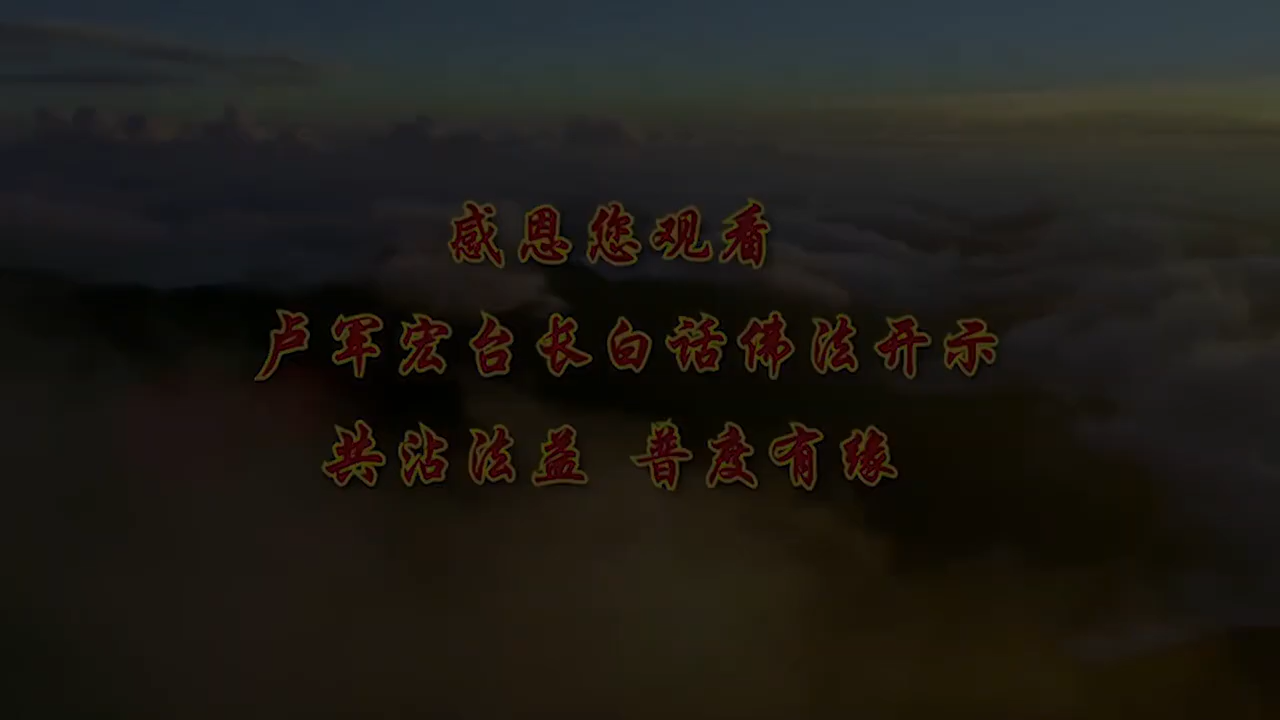 感恩您观看
卢军宏台长白话佛法开示
共沾法益 普度有缘